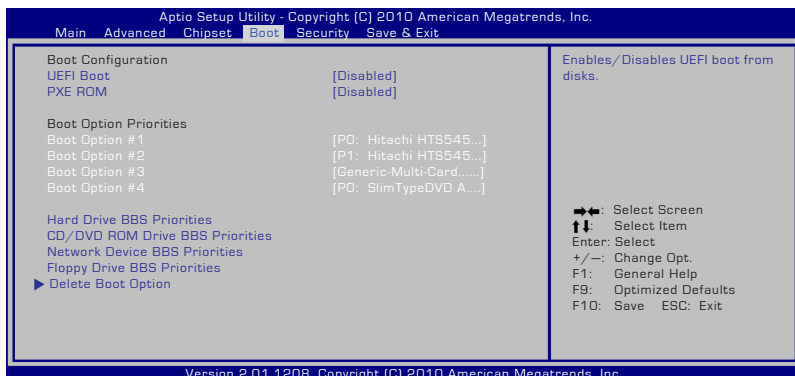 Aptio Setup Utility - Copyright (C) 2010 American Megatrends, Inc.
Main Advanced Chipset Boot Security Save & Exit
Boot Configuration
UEFI Boot [Disabled]
PXE ROM [Disabled]
Boot Option Priorities
Boot Option #1 [P0: Hitachi HTS545...]
Boot Option #2 [P1: Hitachi HTS545...]
Boot Option #3 [Generic-Multi-Card......]
Boot Option #4 [P0: SlimTypeDVD A....]
Hard Drive BBS Priorities
CD/DVD ROM Drive BBS Priorities
Network Device BBS Priorities
Floppy Drive BBS Priorities
Delete Boot Option
Enables/Disables UEFI boot from
disks.
→←: Select Screen
↑↓: Select Item
Enter: Select
+/—: Change Opt.
F1: General Help
F9: Optimized Defaults
F10: Save ESC: Exit
Version 2.01.1208. Copyright (C) 2010 American Megatrends, Inc.